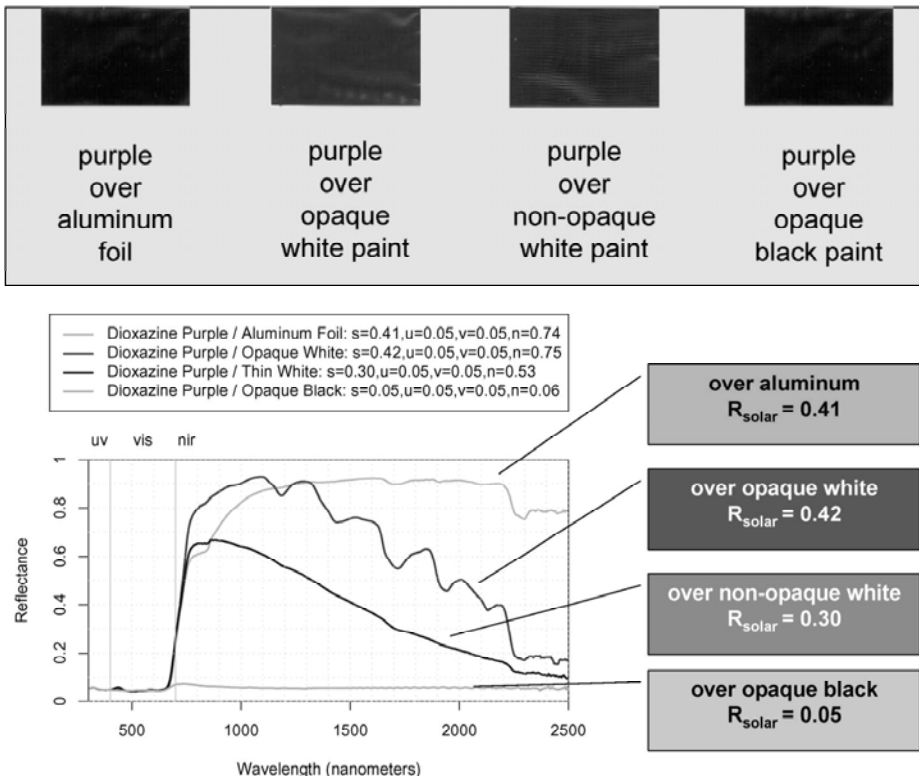 purple
over
aluminum
foil
purple
over
opaque
white paint
purple
over
non-opaque
white paint
purple
over
opaque
black paint
Dioxazine Purple / Aluminum Foil: s=0.41,u=0.05,v=0.05,n=0.74
Dioxazine Purple / Opaque White: s=0.42,u=0.05,v=0.05,n=0.75
Dioxazine Purple / Thin White: s=0.30,u=0.05,v=0.05,n=0.53
Dioxazine Purple / Opaque Black: s=0.05,u=0.05,v=0.05,n=0.06
uv vis nir
Reflectance
1
0.8
0.6
0.4
0.2
0
500 1000 1500 2000 2500
Wavelength (nanometers)
over aluminum
Rsolar = 0.41
over opaque white
Rsolar = 0.42
over non-opaque white
Rsolar = 0.30
over opaque black
Rsolar = 0.05